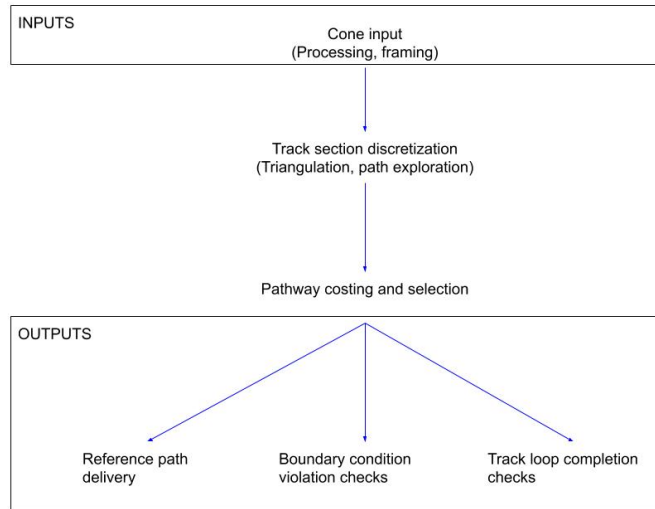 INPUTS
Cone input
(Processing, framing)
Track section discretization
(Triangulation, path exploration)
Pathway costing and selection
OUTPUTS
Reference path
delivery
Boundary condition
violation checks
Track loop completion
checks